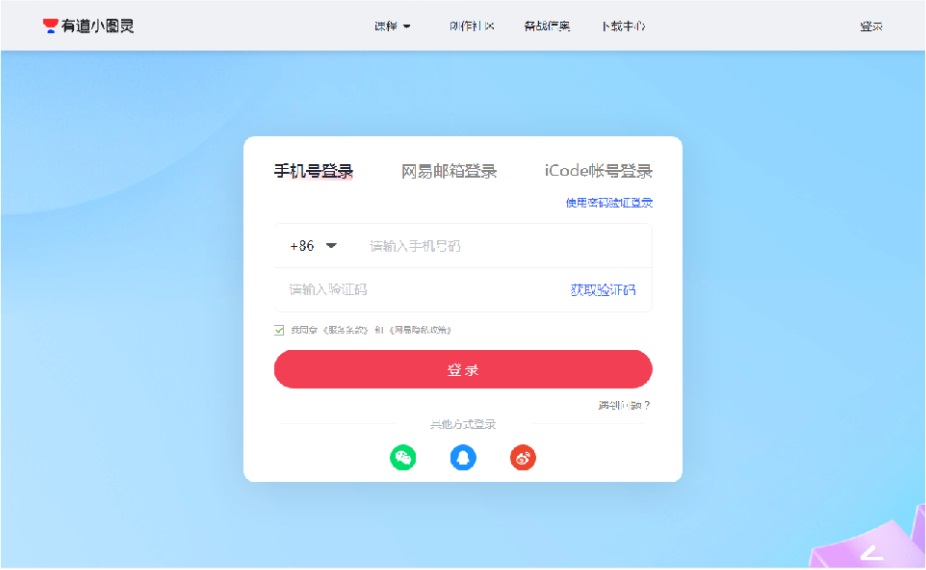 有道小图灵
课程 创作社区 备战信奥 下载中心 登录
手机号登录 网易邮箱登录 iCode帐号登录
使用密码验证登录
+86 请输入手机号码
请输入验证码 获取验证码
我同意《服务条款》和《网易隐私政策》
登 录
遇到问题？
其他方式登录